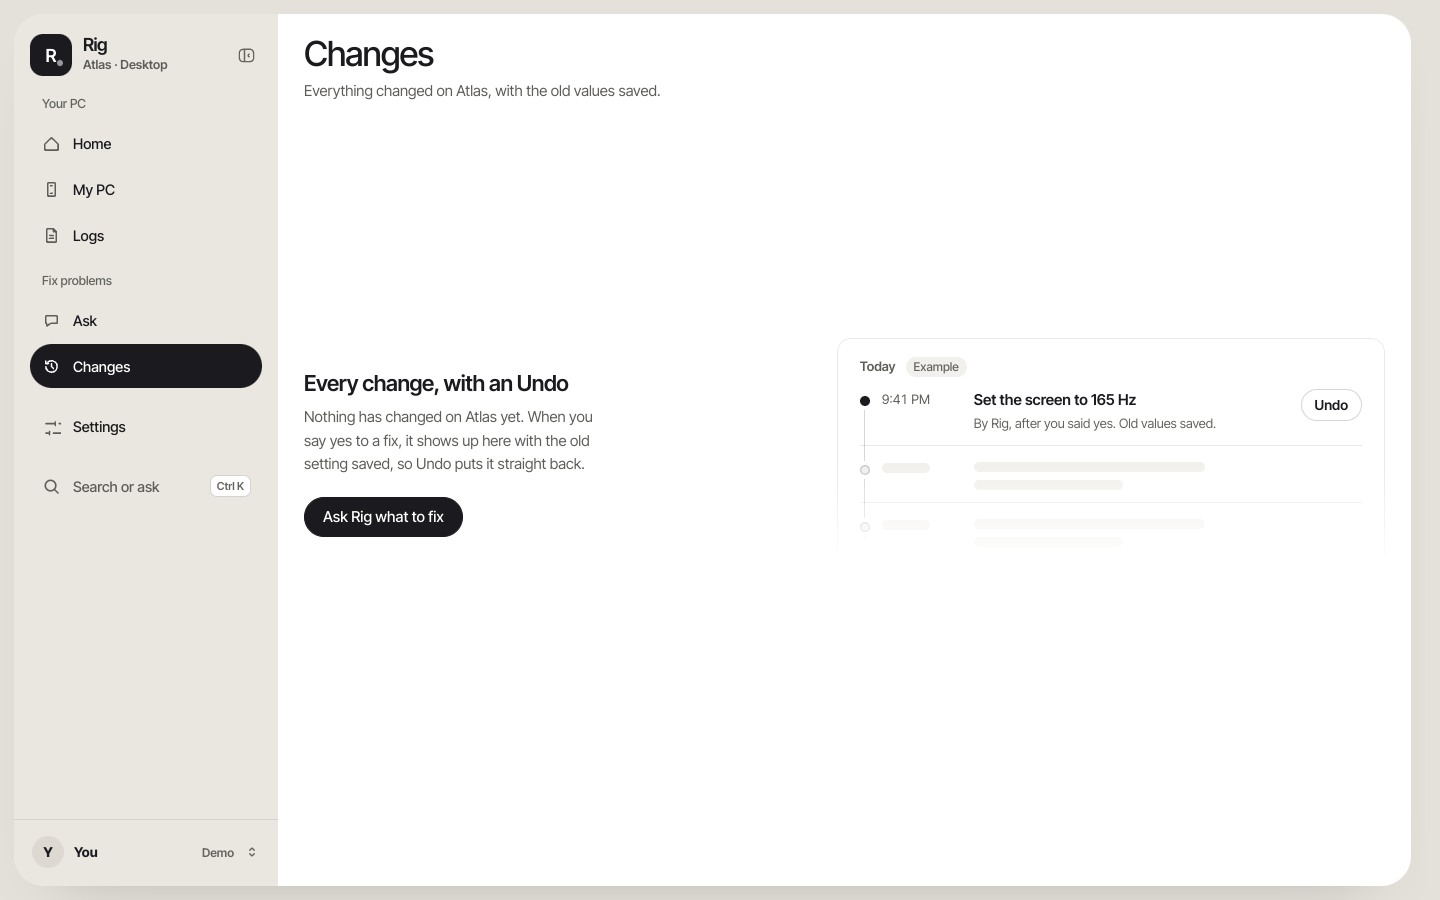 R.
Rig
Atlas · Desktop
Your PC
Home
My PC
Logs
Fix problems
Ask
Changes
Settings
Search or ask
Ctrl K
Y
You
Demo
Changes
Everything changed on Atlas, with the old values saved.
Every change, with an Undo
Nothing has changed on Atlas yet. When you
say yes to a fix, it shows up here with the old
setting saved, so Undo puts it straight back.
Ask Rig what to fix
Today
Example
9:41 PM
Set the screen to 165 Hz
By Rig, after you said yes. Old values saved.
Undo